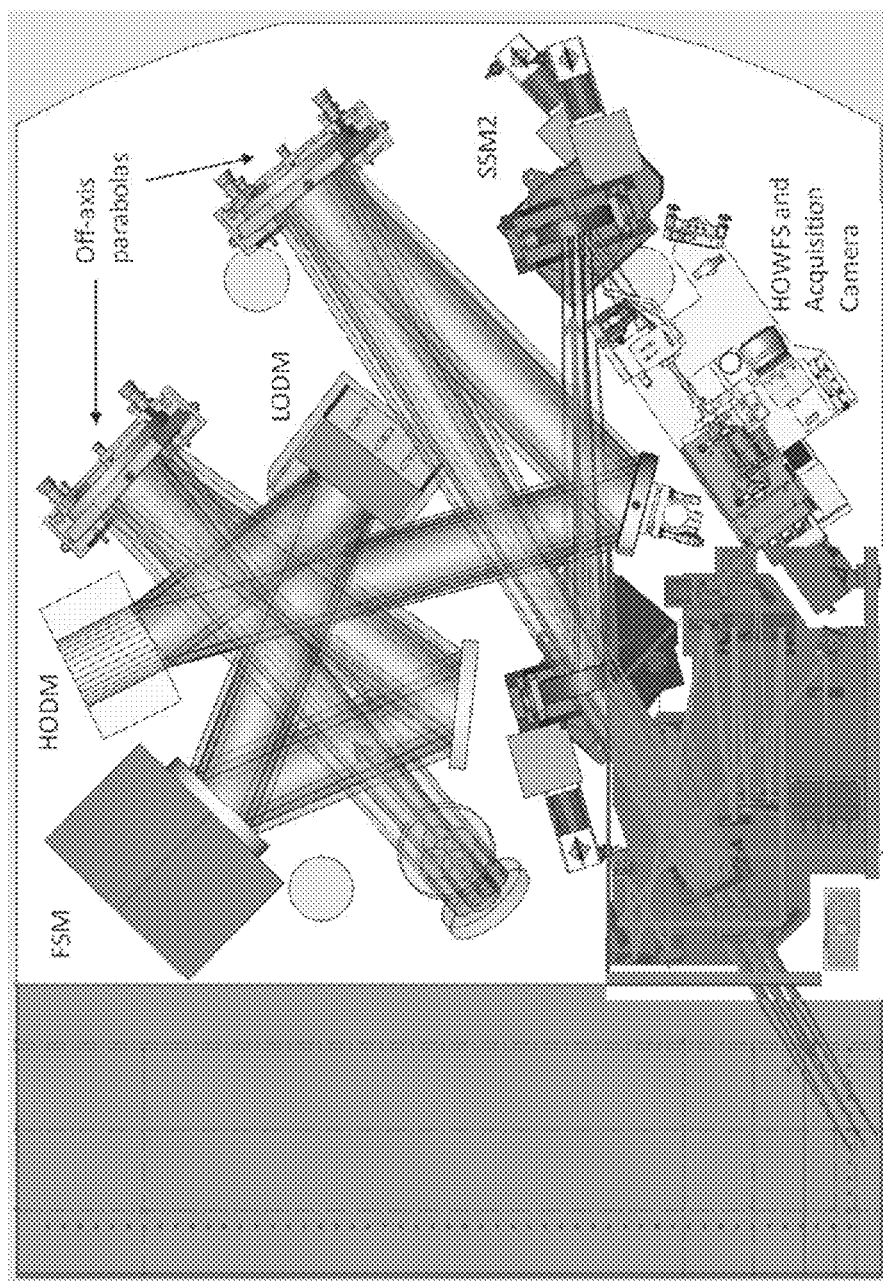 Off-axis
parabolas
HODM
LODM
FSM
SSM2
HOWFS and
Acquisition
Camera